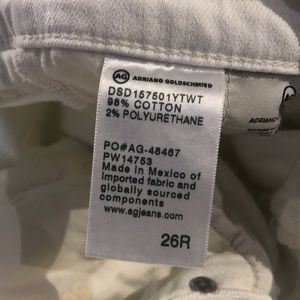 AG ADRIANO GOLDSCHMIED
DSD157501YTWT
98% COTTON
2% POLYURETHANE
PO#AG-48467
PW14753
Made in Mexico of
imported fabric and
globally sourced
components
www.agjeans.com
26R
ADRIANO